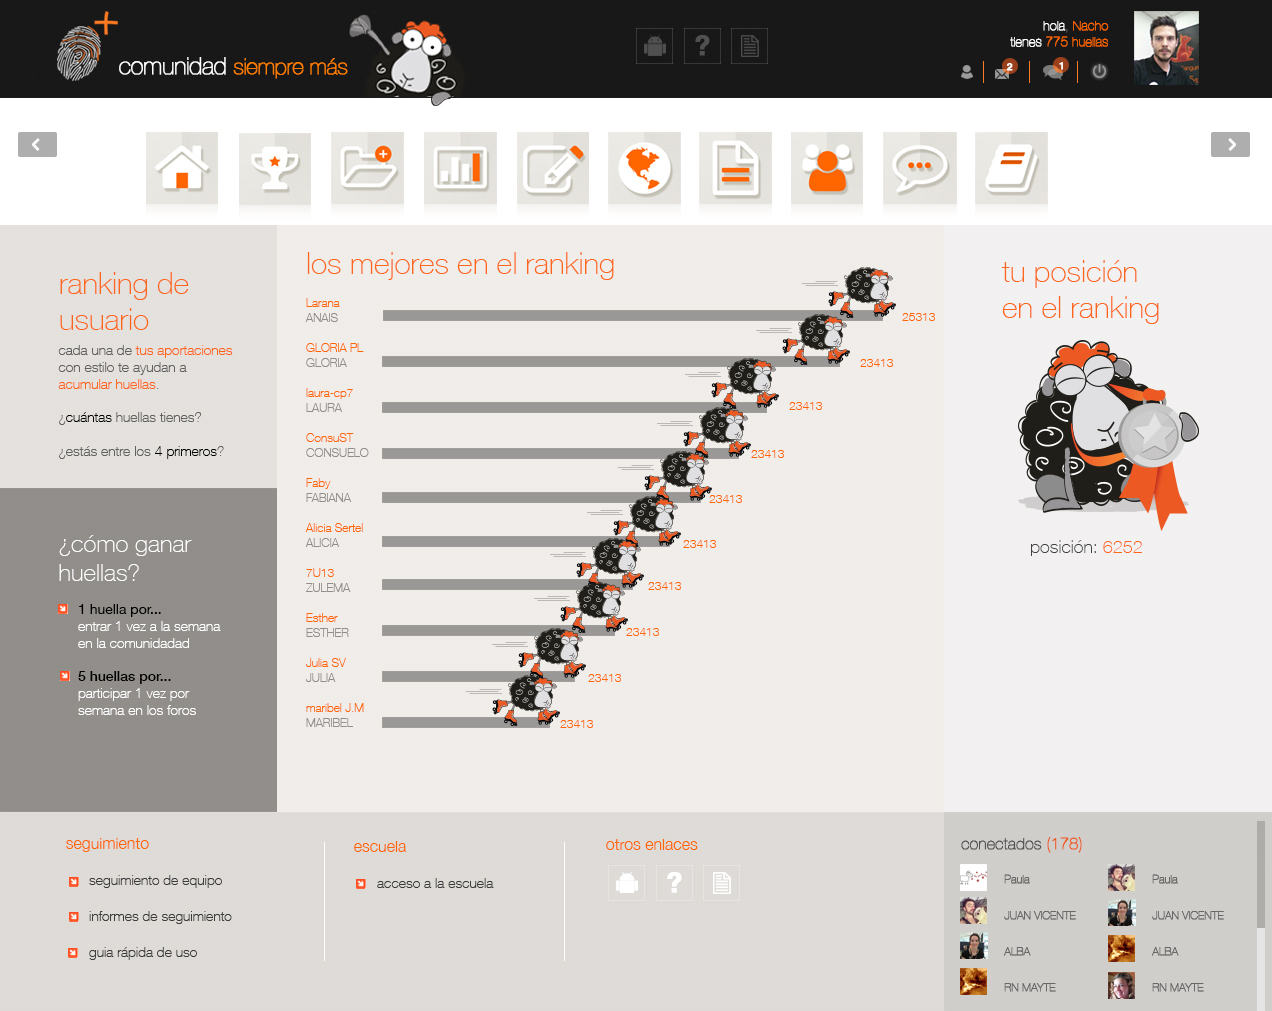 comunidad siempre más
hola, Nacho
tienes 775 huellas
2
1
ranking de
usuario
cada una de tus aportaciones
con estilo te ayudan a
acumular huellas.
¿cuántas huellas tienes?
¿estás entre los 4 primeros?
¿cómo ganar
huellas?
1 huella por...
entrar 1 vez a la semana
en la comunidadad
5 huellas por...
participar 1 vez por
semana en los foros
los mejores en el ranking
Larana
ANAIS
25313
GLORIA PL
GLORIA
23413
laura-cp7
LAURA
23413
ConsuST
CONSUELO
23413
Faby
FABIANA
23413
Alicia Sertel
ALICIA
23413
7U13
ZULEMA
23413
Esther
ESTHER
23413
Julia SV
JULIA
23413
maribel J.M
MARIBEL
23413
tu posición
en el ranking
posición: 6252
seguimiento
seguimiento de equipo
informes de seguimiento
guia rápida de uso
escuela
acceso a la escuela
otros enlaces
?
conectados (178)
Paula
Paula
JUAN VICENTE
JUAN VICENTE
ALBA
ALBA
RN MAYTE
RN MAYTE